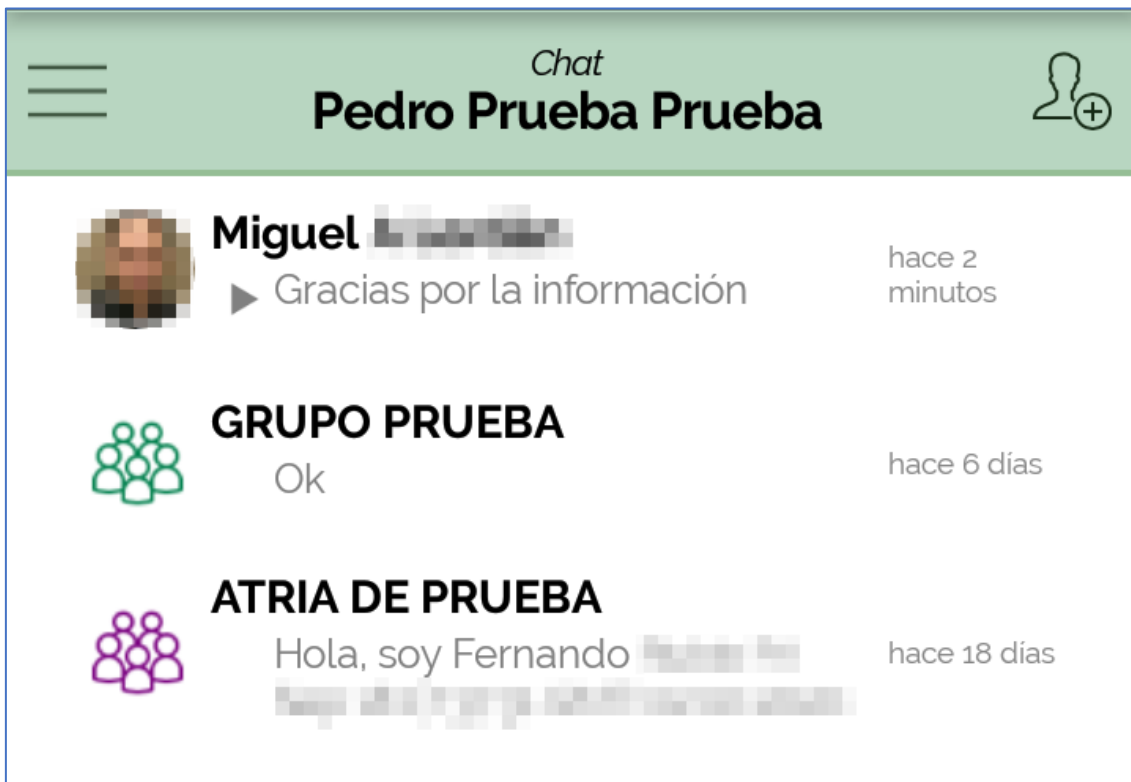 Chat
Pedro Prueba Prueba
Miguel
Gracias por la información
hace 2
minutos
GRUPO PRUEBA
Ok
hace 6 días
ATRIA DE PRUEBA
Hola, soy Fernando
hace 18 días